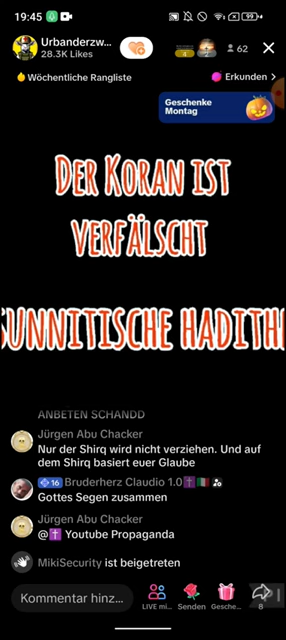 19:45
99
Urbanderzw...
28.3K Likes
62
Wöchentliche Rangliste
Erkunden
Geschenke
Montag
DER KORAN IST
VERFÄLSCHT
SUNNITISCHE HADITHE
ANBETEN SCHANDD
Jürgen Abu Chacker
Nur der Shirq wird nicht verziehen. Und auf
dem Shirq basiert euer Glaube
16 Bruderherz Claudio 1.0
Gottes Segen zusammen
Jürgen Abu Chacker
@✝️ Youtube Propaganda
MikiSecurity ist beigetreten
Kommentar hinz...
LIVE mi...
Senden
Gesche...
8